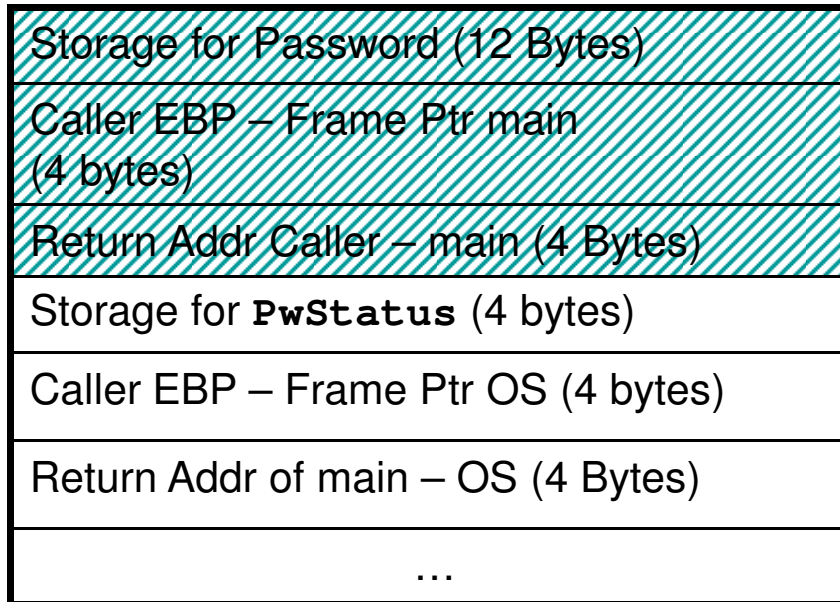 Storage for Password (12 Bytes)
Caller EBP – Frame Ptr main
(4 bytes)
Return Addr Caller – main (4 Bytes)
Storage for PwStatus (4 bytes)
Caller EBP – Frame Ptr OS (4 bytes)
Return Addr of main – OS (4 Bytes)
…